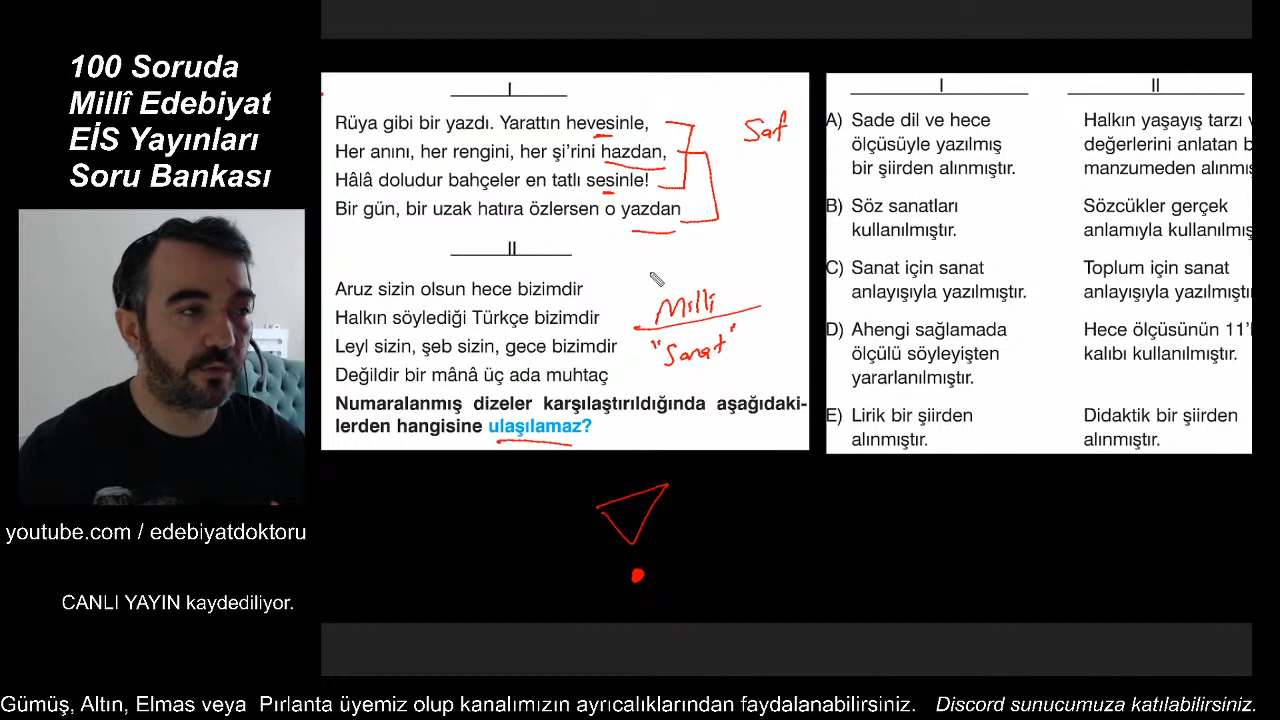 100 Soruda
Millî Edebiyat
EİS Yayınları
Soru Bankası
I
Rüya gibi bir yazdı. Yarattın hevesinle,
Her anını, her rengini, her şi’rini hazdan,
Hâlâ doludur bahçeler en tatlı sesinle!
Bir gün, bir uzak hatıra özlersen o yazdan
Saf
II
Aruz sizin olsun hece bizimdir
Halkın söylediği Türkçe bizimdir
Leyl sizin, şeb sizin, gece bizimdir
Değildir bir mânâ üç ada muhtaç
Milli
"Sanat"
Numaralanmış dizeler karşılaştırıldığında aşağıdaki-
lerden hangisine ulaşılamaz?
I II
A) Sade dil ve hece Halkın yaşayış tarzı
ölçüsüyle yazılmış değerlerini anlatan
bir şiirden alınmıştır. manzumeden
B) Söz sanatları Sözcükler gerçek
kullanılmıştır. anlamıyla
C) Sanat için sanat Toplum için sanat
anlayışıyla yazılmıştır. anlayışıyla
D) Ahengi sağlamada Hece ölçüsünün
ölçülü söyleyişten kalıbı kullanılmıştır.
yararlanılmıştır.
E) Lirik bir şiirden Didaktik bir şiirden
alınmıştır. alınmıştır.
youtube.com / edebiyatdoktoru
CANLI YAYIN kaydediliyor.
Gümüş, Altın, Elmas veya Pırlanta üyemiz olup kanalımızın ayrıcalıklarından faydalanabilirsiniz. Discord sunucumuza katılabilirsiniz.